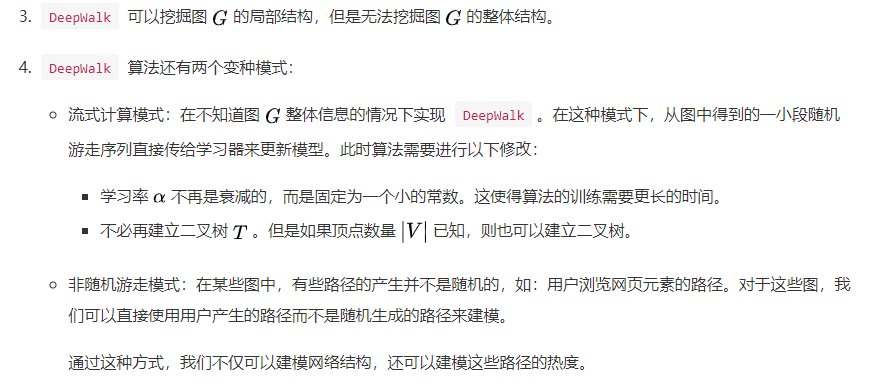 3. DeepWalk 可以挖掘图 G 的局部结构，但是无法挖掘图 G 的整体结构。
4. DeepWalk 算法还有两个变种模式：
流式计算模式：在不知道图 G 整体信息的情况下实现 DeepWalk 。在这种模式下，从图中得到的一小段随机
游走序列直接传给学习器来更新模型。此时算法需要进行以下修改：
学习率 α 不再是衰减的，而是固定为一个小的常数。这使得算法的训练需要更长的时间。
不必再建立二叉树 T 。但是如果顶点数量 |V| 已知，则也可以建立二叉树。
非随机游走模式：在某些图中，有些路径的产生并不是随机的，如：用户浏览网页元素的路径。对于这些图，我
们可以直接使用用户产生的路径而不是随机生成的路径来建模。
通过这种方式，我们不仅可以建模网络结构，还可以建模这些路径的热度。